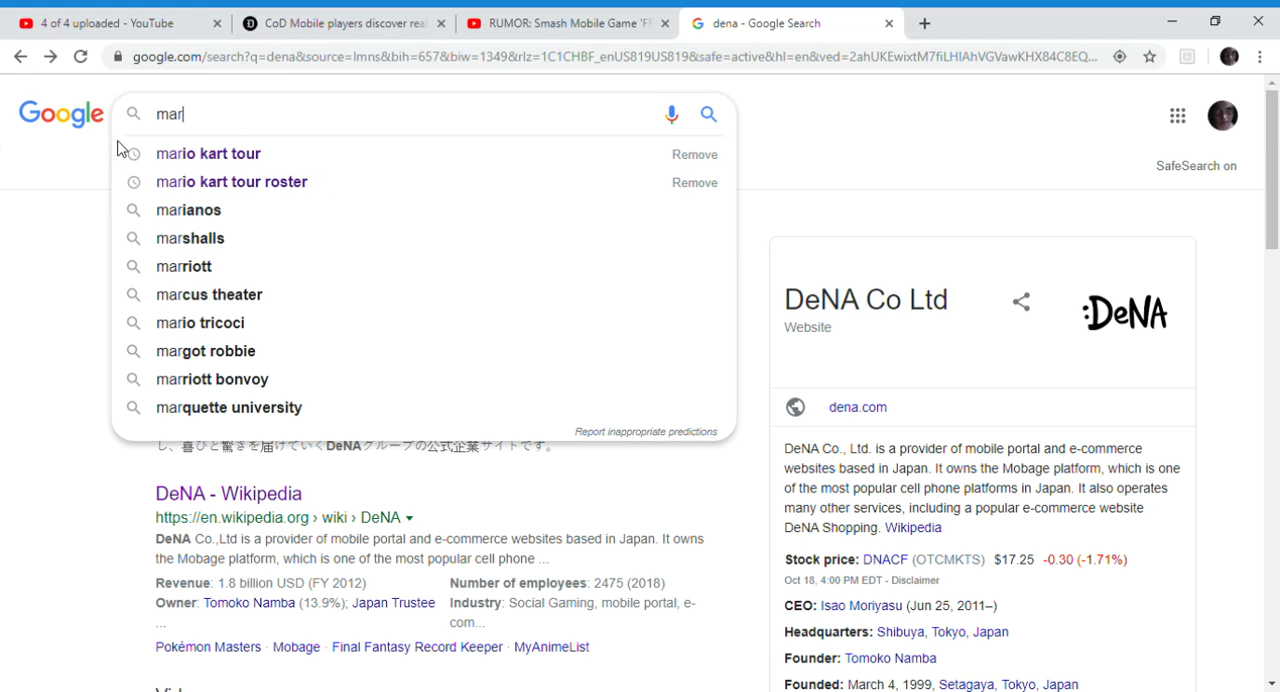 4 of 4 uploaded - YouTube
CoD Mobile players discover rea
RUMOR: Smash Mobile Game 'FF
dena - Google Search
google.com/search?q=dena&source=lmns&bih=657&biw=1349&rlz=1C1CHBF_enUS819US819&safe=active&hl=en&ved=2ahUKEwixtM7fiLHlAhVGVawKHX84C8EQ...
Google
mar
SafeSearch on
mario kart tour Remove
mario kart tour roster Remove
marianos
marshalls
marriott
marcus theater
mario tricoci
margot robbie
marriott bonvoy
marquette university
Report inappropriate predictions
し、喜びと驚きを届けていくDeNAグループの公式企業サイトです。
DeNA - Wikipedia
https://en.wikipedia.org › wiki › DeNA
DeNA Co.,Ltd is a provider of mobile portal and e-commerce websites based in Japan. It owns
the Mobage platform, which is one of the most popular cell phone ...
Revenue: 1.8 billion USD (FY 2012)
Number of employees: 2475 (2018)
Owner: Tomoko Namba (13.9%); Japan Trustee
...
Industry: Social Gaming, mobile portal, e-
com...
Pokémon Masters · Mobage · Final Fantasy Record Keeper · MyAnimeList
DeNA Co Ltd
Website
:DeNA
dena.com
DeNA Co., Ltd. is a provider of mobile portal and e-commerce
websites based in Japan. It owns the Mobage platform, which is one
of the most popular cell phone platforms in Japan. It also operates
many other services, including a popular e-commerce website
DeNA Shopping. Wikipedia
Stock price: DNACF (OTCMKTS) $17.25 -0.30 (-1.71%)
Oct 18, 4:00 PM EDT - Disclaimer
CEO: Isao Moriyasu (Jun 25, 2011–)
Headquarters: Shibuya, Tokyo, Japan
Founder: Tomoko Namba
Founded: March 4, 1999, Setagaya, Tokyo, Japan